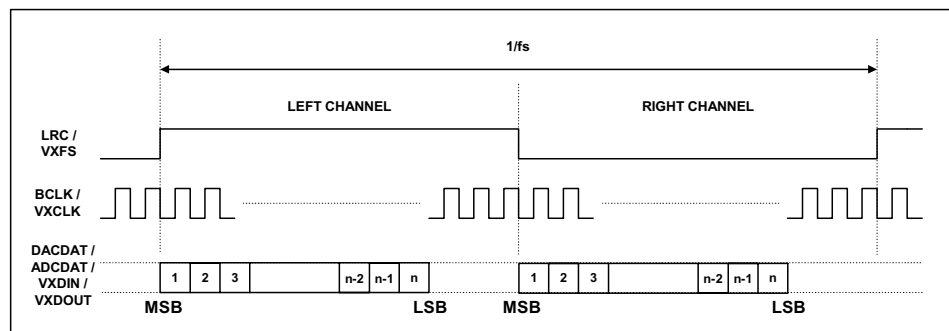 1/fs
LEFT CHANNEL RIGHT CHANNEL
LRC /
VXFS
BCLK /
VXCLK
DACDAT /
ADCDAT /
VXDIN /
VXDOUT
1 2 3 n-2 n-1 n 1 2 3 n-2 n-1 n
MSB LSB MSB LSB